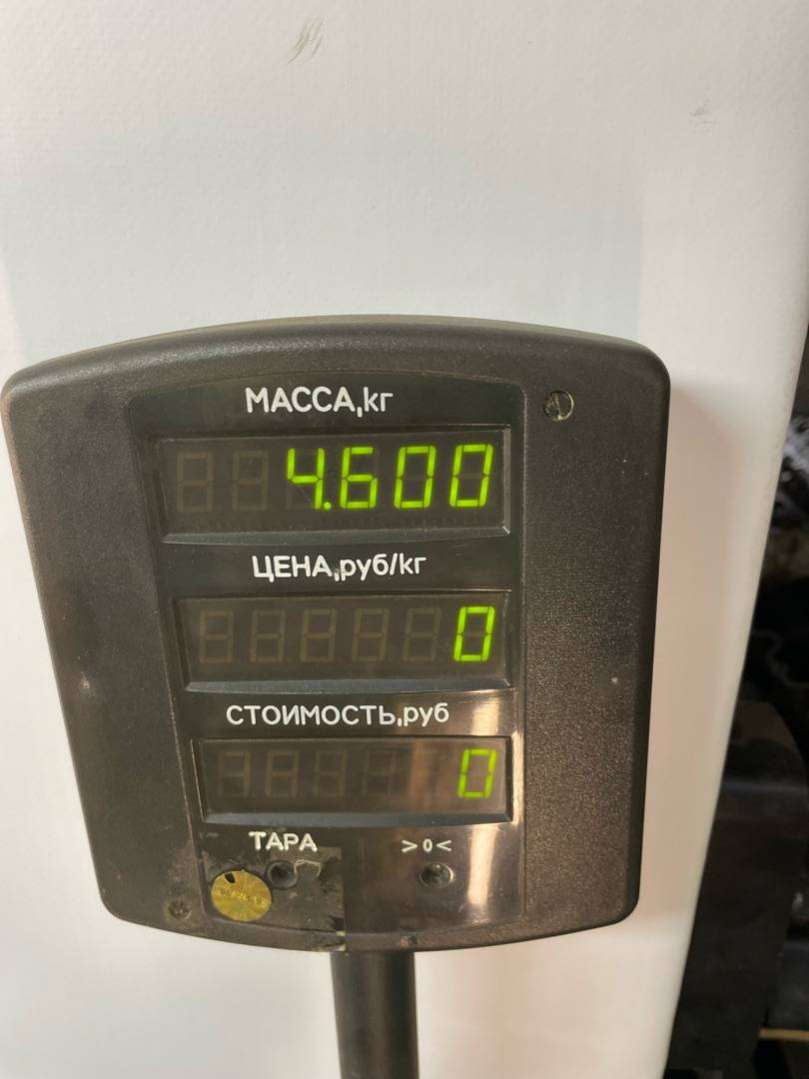 МАССА,кг
4.600
ЦЕНА,руб/кг
0
СТОИМОСТЬ,руб
0
ТАРА >0<